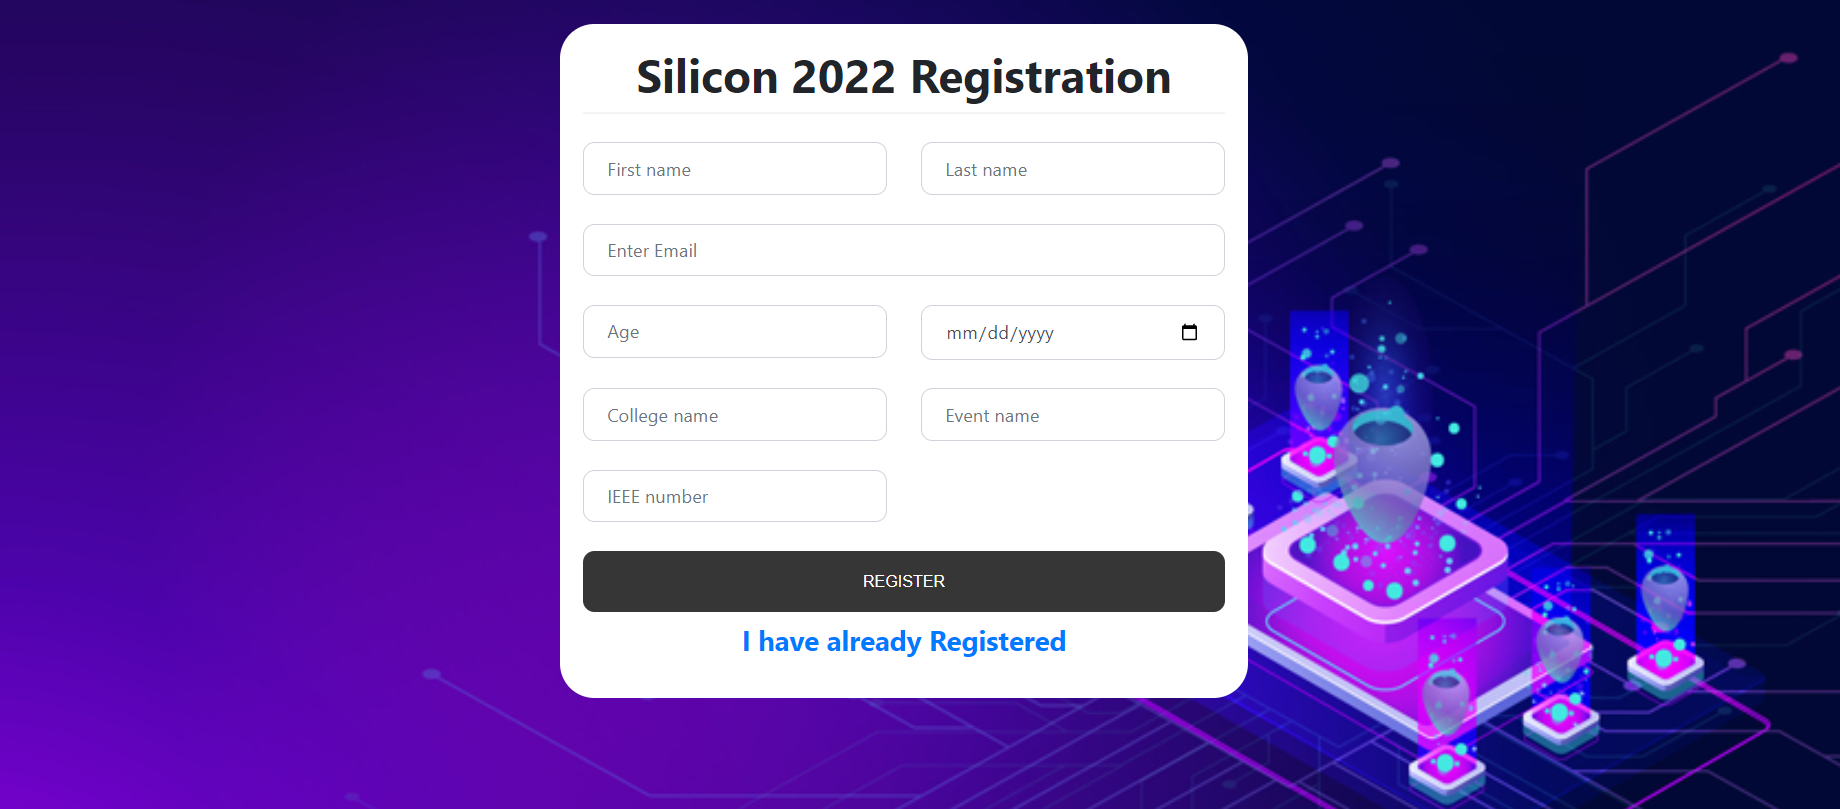 Silicon 2022 Registration
First name
Last name
Enter Email
Age
mm/dd/yyyy
College name
Event name
IEEE number
REGISTER
I have already Registered